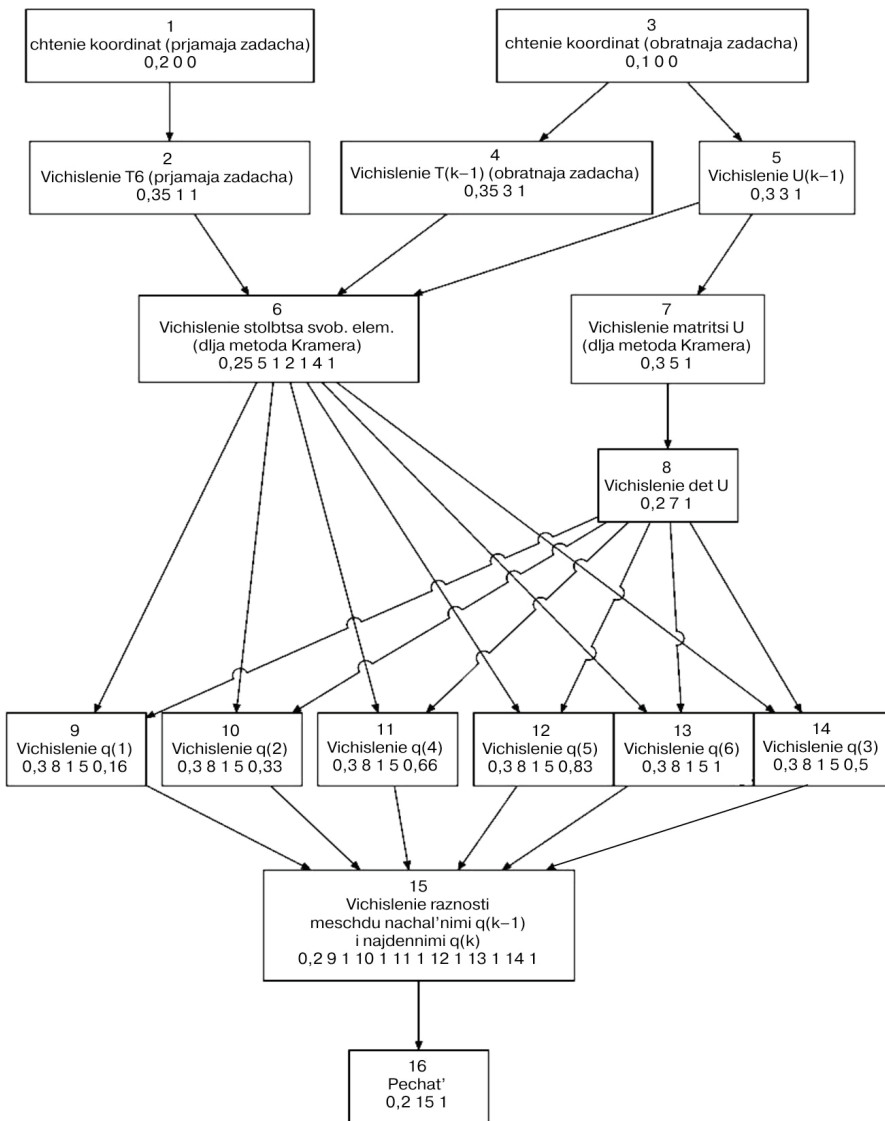 1
chtenie koordinat (prjamaja zadacha)
0,2 0 0
3
chtenie koordinat (obratnaja zadacha)
0,1 0 0
2
Vichislenie T6 (prjamaja zadacha)
0,35 1 1
4
Vichislenie T(k−1) (obratnaja zadacha)
0,35 3 1
5
Vichislenie U(k−1)
0,3 3 1
6
Vichislenie stolbtsa svob. elem.
(dlja metoda Kramera)
0,25 5 1 2 1 4 1
7
Vichislenie matritsi U
(dlja metoda Kramera)
0,3 5 1
8
Vichislenie det U
0,2 7 1
9
Vichislenie q(1)
0,3 8 1 5 0,16
10
Vichislenie q(2)
0,3 8 1 5 0,33
11
Vichislenie q(4)
0,3 8 1 5 0,66
12
Vichislenie q(5)
0,3 8 1 5 0,83
13
Vichislenie q(6)
0,3 8 1 5 1
14
Vichislenie q(3)
0,3 8 1 5 0,5
15
Vichislenie raznosti
meschdu nachal’nimi q(k−1)
i najdennimi q(k)
0,2 9 1 10 1 11 1 12 1 13 1 14 1
16
Pechat’
0,2 15 1